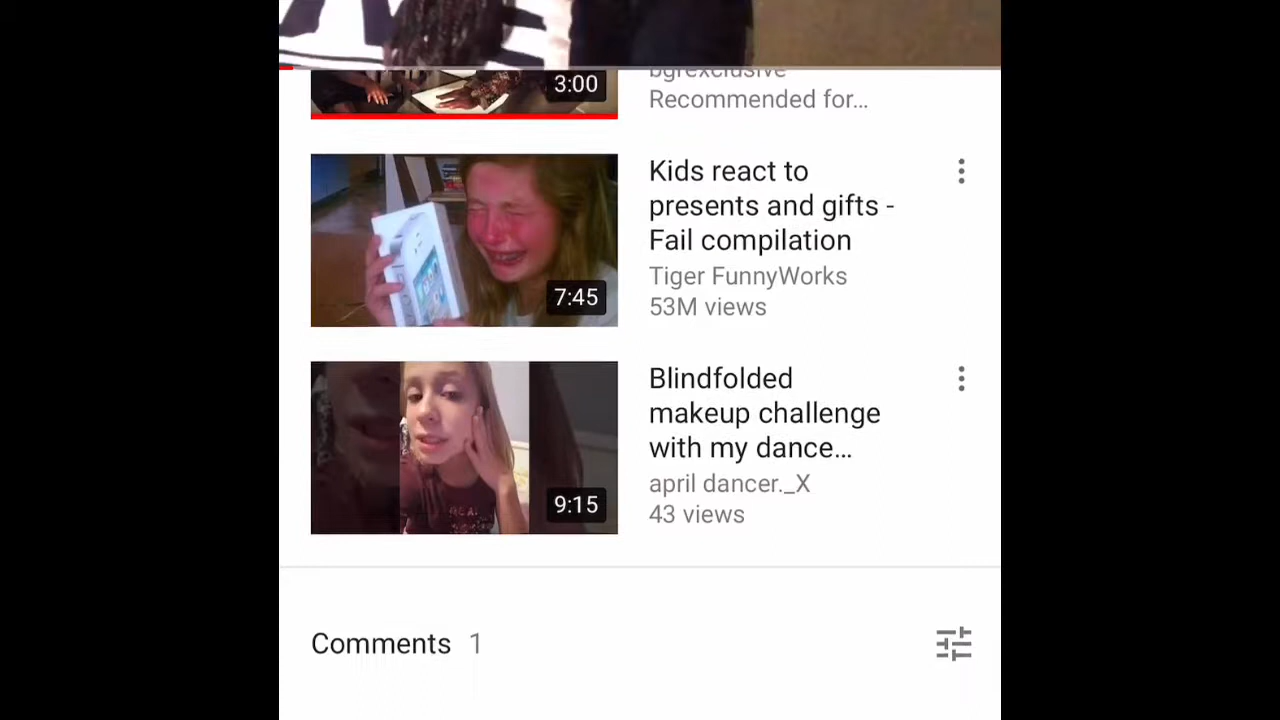 3:00
bgrexclusive
Recommended for...
Kids react to
presents and gifts -
Fail compilation
Tiger FunnyWorks
53M views
7:45
Blindfolded
makeup challenge
with my dance...
april dancer._X
43 views
9:15
Comments 1